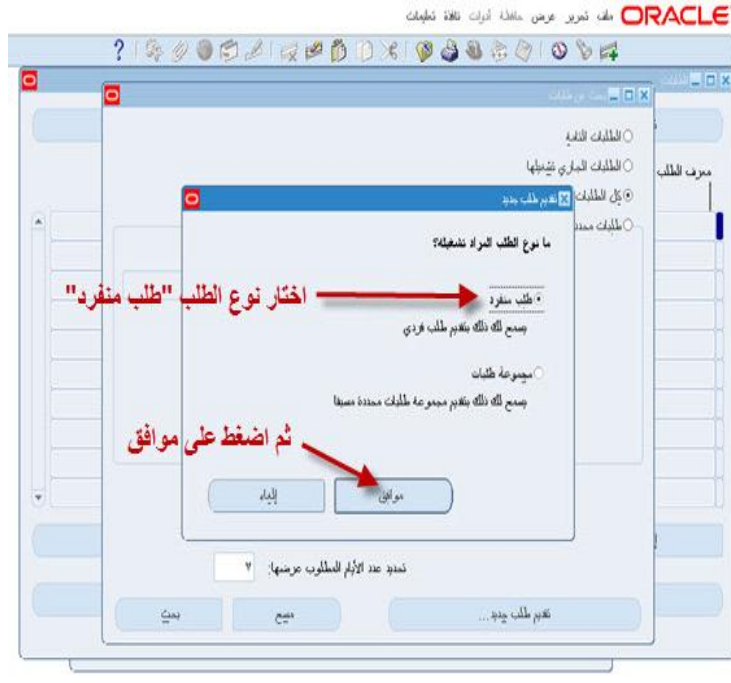 ORACLE
ملف تحرير عرض حافظة أدوات نافذة تعليمات
?
الطلبات
بحث عن طلبات
الطلبات التامة
الطلبات الجاري تشغيلها
كل الطلبات
طلبات محددة
معرف الطلب
تقديم طلب جديد
ما نوع الطلب المراد تشغيله؟
طلب منفرد
اختار نوع الطلب "طلب منفرد"
يسمح لك ذلك بتقديم طلب فردي
مجموعة طلبات
يسمح لك ذلك بتقديم مجموعة طلبات محددة مسبقا
ثم اضغط على موافق
موافق
إلغاء
تحديد عدد الأيام المطلوب عرضها: ٧
تقديم طلب جديد...
مسح
بحث